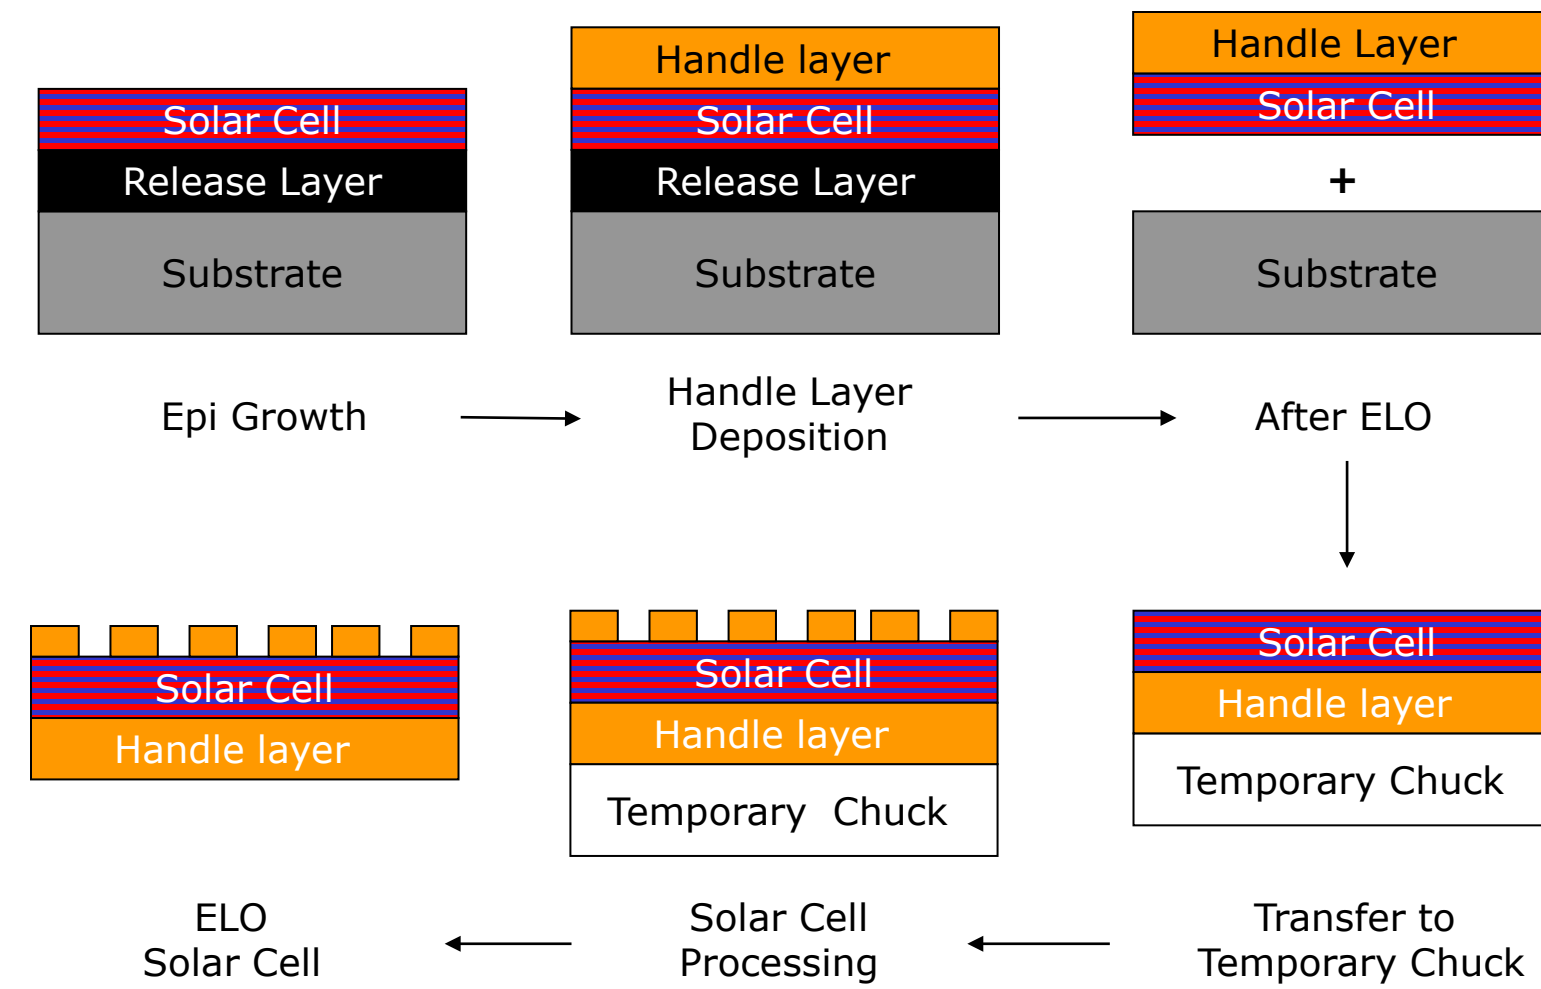 Solar Cell
Release Layer
Substrate
Epi Growth
Handle layer
Solar Cell
Release Layer
Substrate
Handle Layer
Deposition
Handle Layer
Solar Cell
+
Substrate
After ELO
Solar Cell
Handle layer
Temporary Chuck
Transfer to
Temporary Chuck
Solar Cell
Handle layer
Temporary Chuck
Solar Cell
Processing
Solar Cell
Handle layer
ELO
Solar Cell